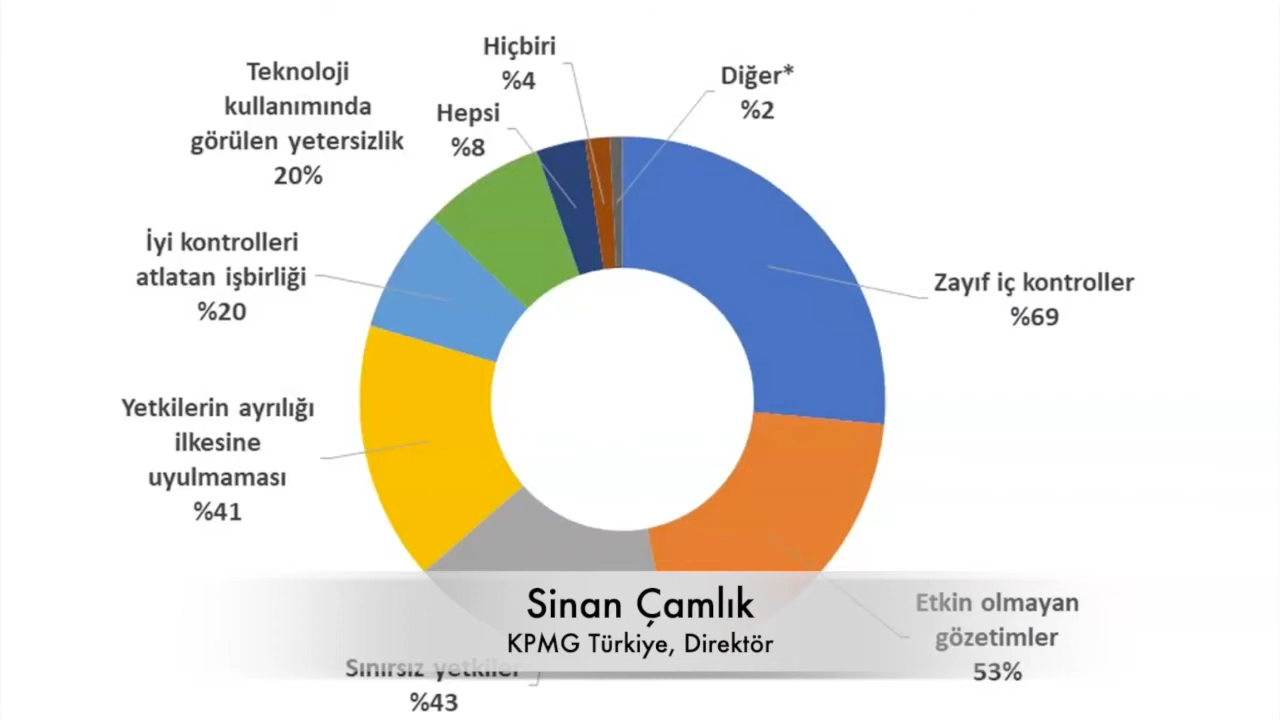 Hiçbiri
%4
Diğer*
%2
Teknoloji
kullanımında
görülen yetersizlik
20%
Hepsi
%8
İyi kontrolleri
atlatan işbirliği
%20
Zayıf iç kontroller
%69
Yetkilerin ayrılığı
ilkesine
uyulmaması
%41
Sinan Çamlık
KPMG Türkiye, Direktör
Etkin olmayan
gözetimler
53%
Sınırsız yetkiler
%43